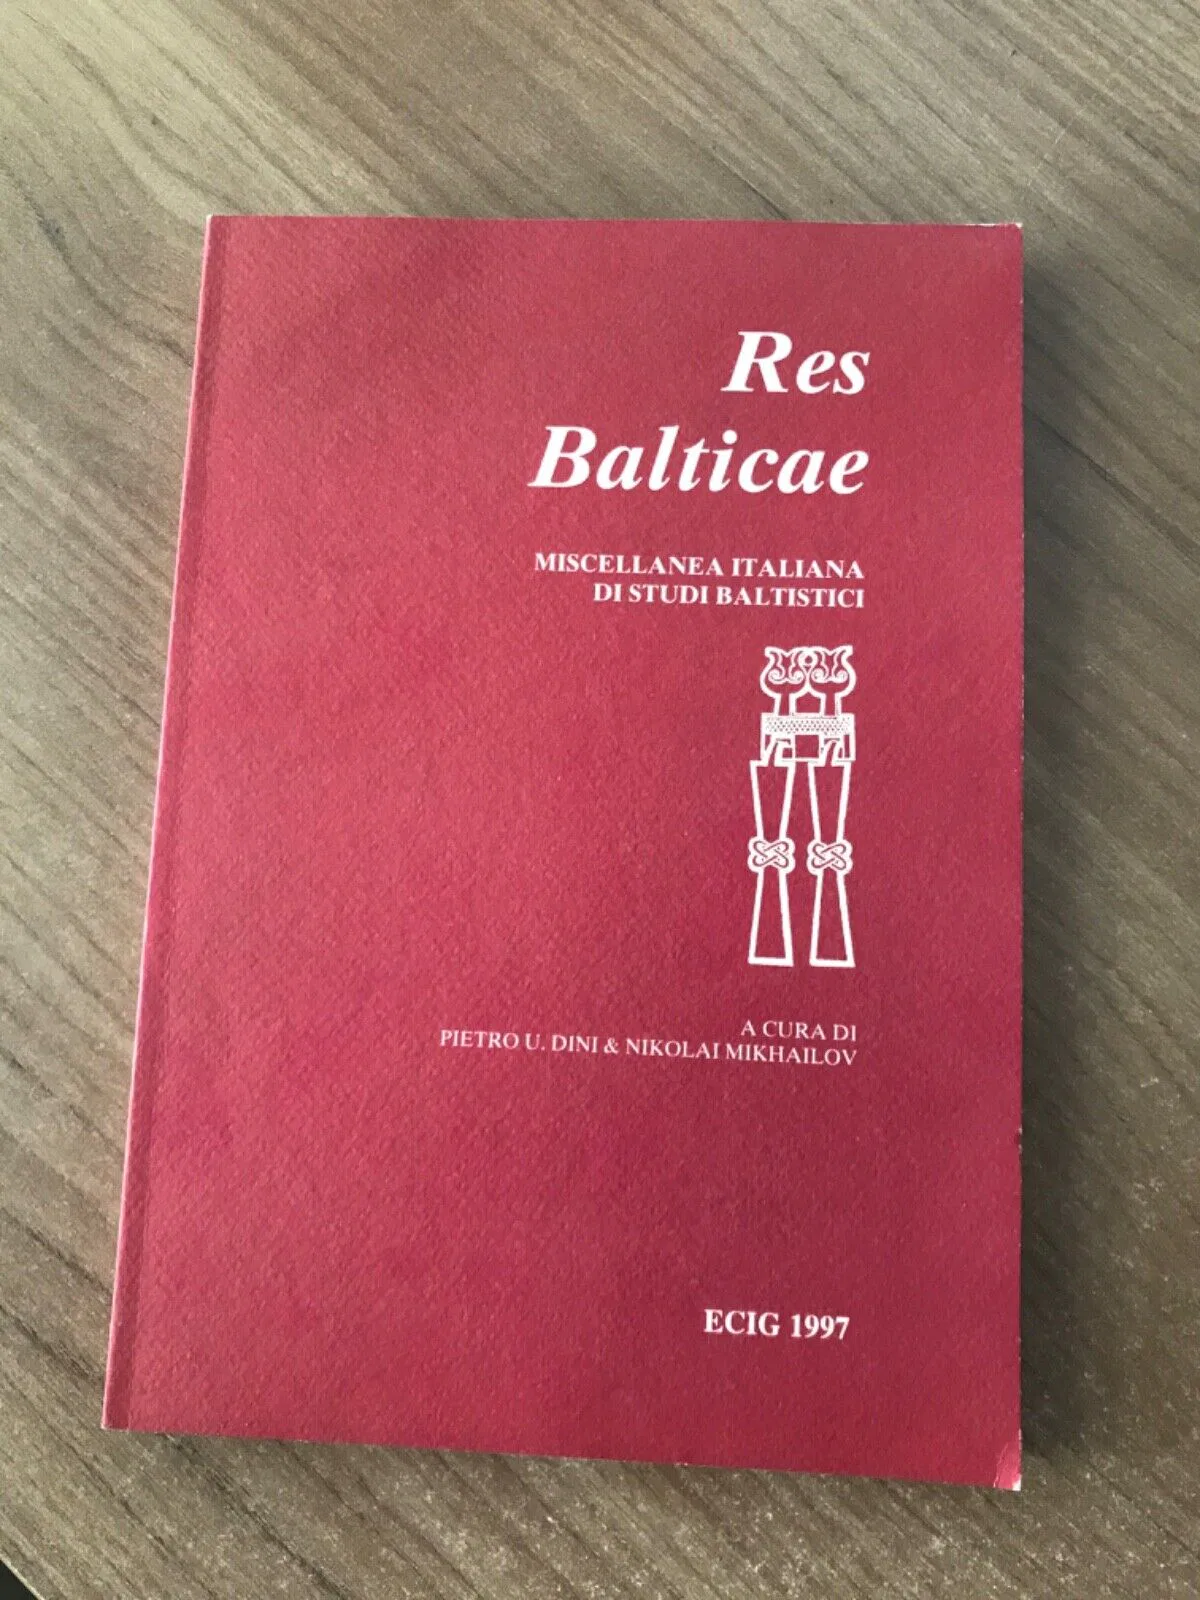 Res
Balticae
MISCELLANEA ITALIANA
DI STUDI BALTISTICI
A CURA DI
PIETRO U. DINI & NIKOLAI MIKHAILOV
ECIG 1997